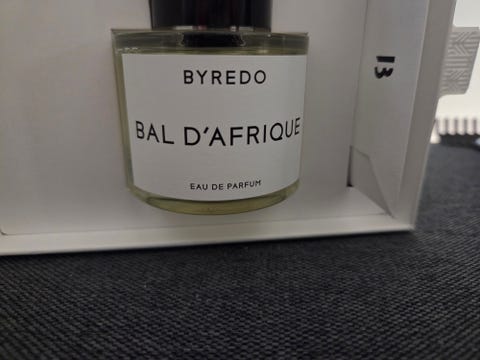 BYREDO
BAL D'AFRIQUE
EAU DE PARFUM